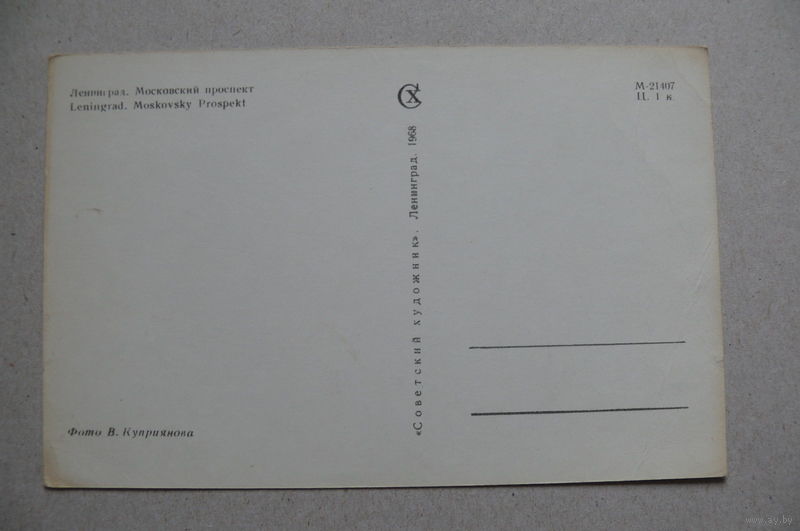 Ленинград. Московский проспект
Leningrad. Moskovsky Prospekt
СХ
М-21407
Ц. 1 к.
«Советский художник». Ленинград. 1968
Фото В. Куприянова
www.ay.by